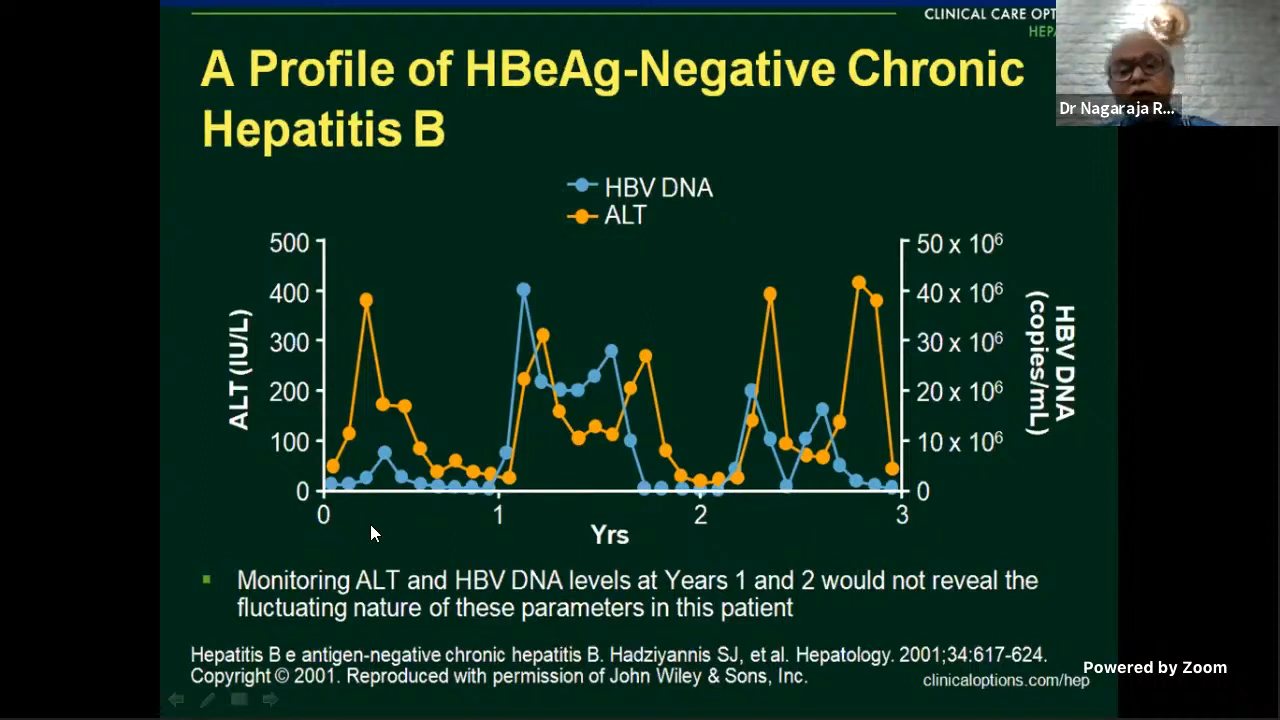 CLINICAL CARE
A Profile of HBeAg-Negative Chronic
Hepatitis B
Dr Nagaraja R...
HBV DNA
ALT
500
400
300
200
100
0
ALT (IU/L)
50 x 10⁶
40 x 10⁶
30 x 10⁶
20 x 10⁶
10 x 10⁶
0
HBV DNA
(copies/mL)
0 1 2 3
Yrs
▪ Monitoring ALT and HBV DNA levels at Years 1 and 2 would not reveal the
fluctuating nature of these parameters in this patient
Hepatitis B e antigen-negative chronic hepatitis B. Hadziyannis SJ, et al. Hepatology. 2001;34:617-624.
Copyright © 2001. Reproduced with permission of John Wiley & Sons, Inc.
clinicaloptions.com/hep
Powered by Zoom